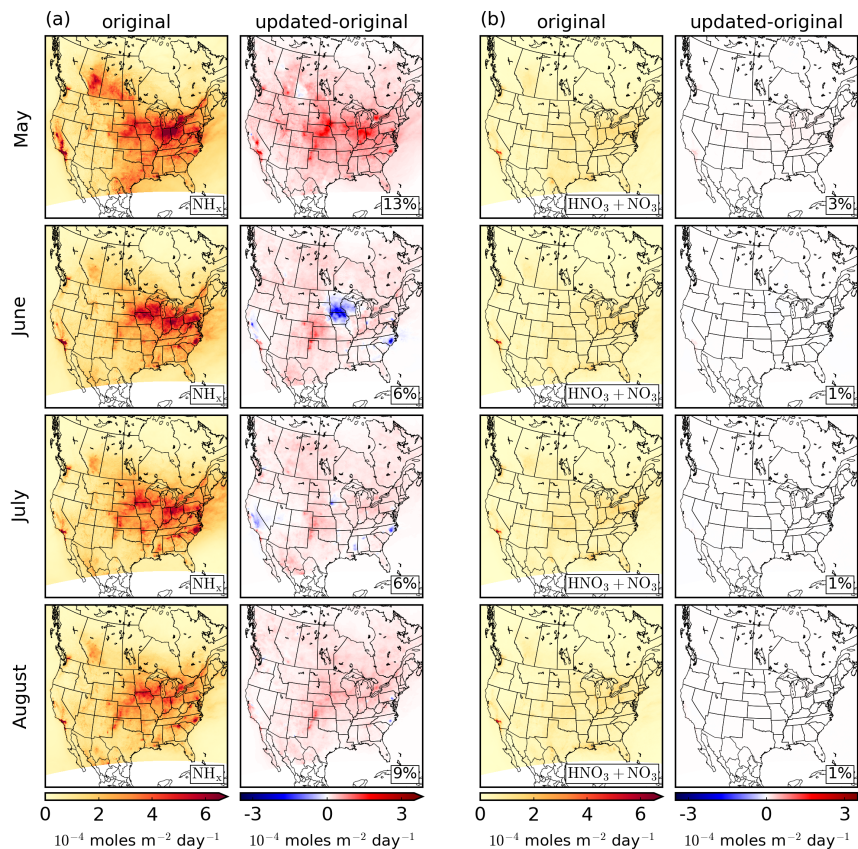 (a) original updated-original (b) original updated-original
May NHₓ 13% HNO₃ + NO₃ 3%
June NHₓ 6% HNO₃ + NO₃ 1%
July NHₓ 6% HNO₃ + NO₃ 1%
August NHₓ 9% HNO₃ + NO₃ 1%
0 2 4 6 -3 0 3 0 2 4 6 -3 0 3
10⁻⁴ moles m⁻² day⁻¹ 10⁻⁴ moles m⁻² day⁻¹ 10⁻⁴ moles m⁻² day⁻¹ 10⁻⁴ moles m⁻² day⁻¹